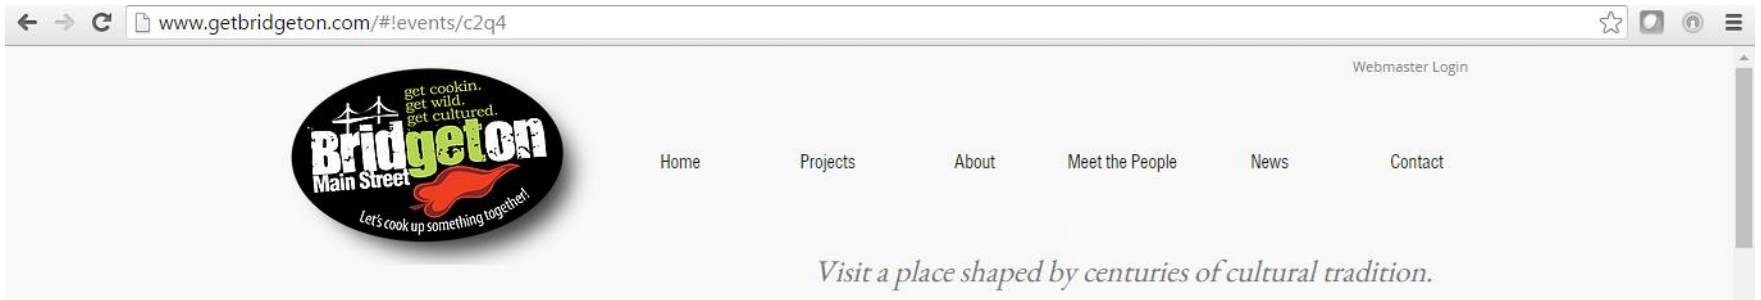 www.getbridgeton.com/#!events/c2q4
Webmaster Login
get cookin.
get wild.
get cultured.
Bridgeton
Main Street
Let's cook up something together!
Home Projects About Meet the People News Contact
Visit a place shaped by centuries of cultural tradition.